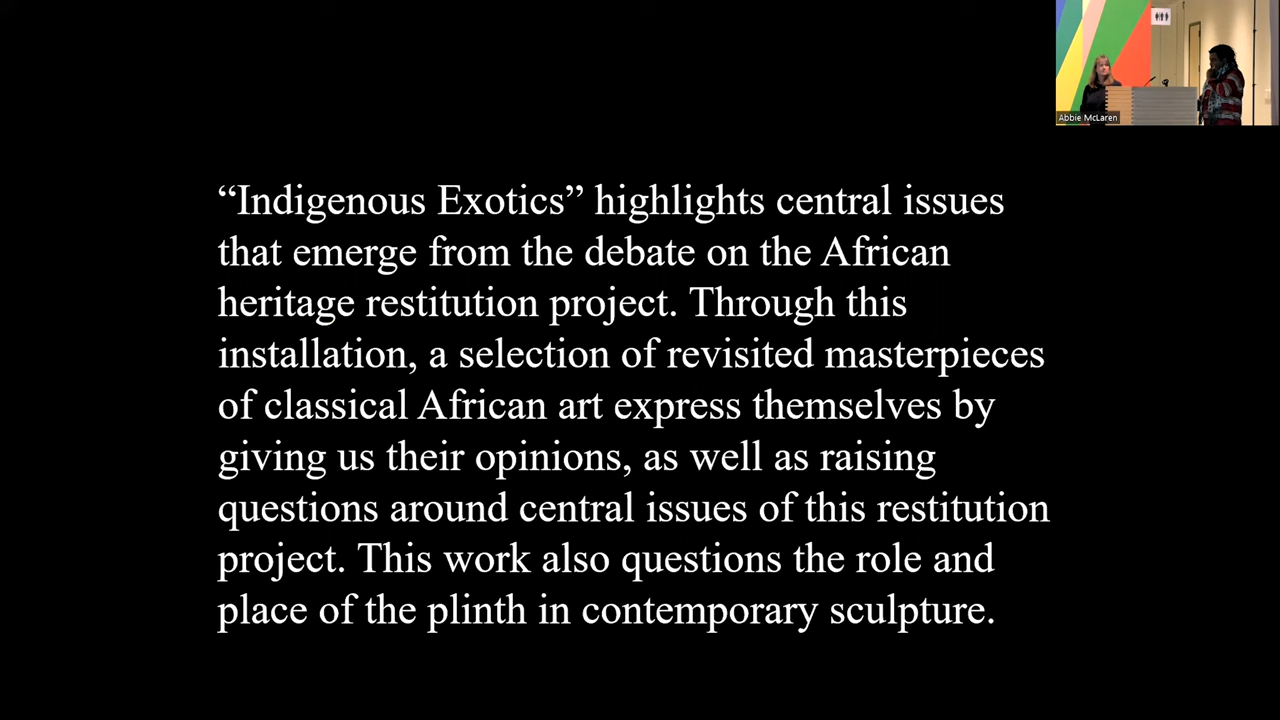 Abbie McLaren
“Indigenous Exotics” highlights central issues
that emerge from the debate on the African
heritage restitution project. Through this
installation, a selection of revisited masterpieces
of classical African art express themselves by
giving us their opinions, as well as raising
questions around central issues of this restitution
project. This work also questions the role and
place of the plinth in contemporary sculpture.